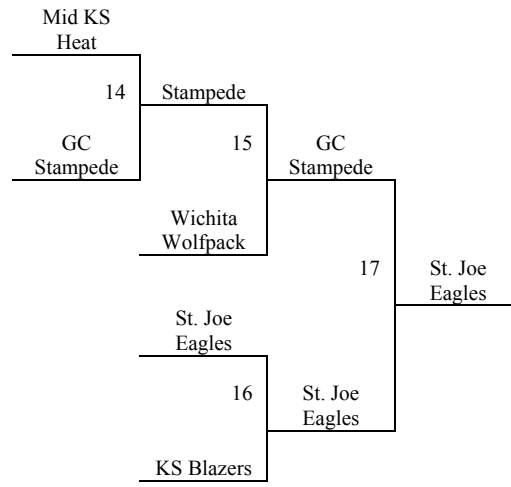 Mid KS
Heat
14
Stampede
GC
Stampede
15
GC
Stampede
Wichita
Wolfpack
17
St. Joe
Eagles
St. Joe
Eagles
16
St. Joe
Eagles
KS Blazers